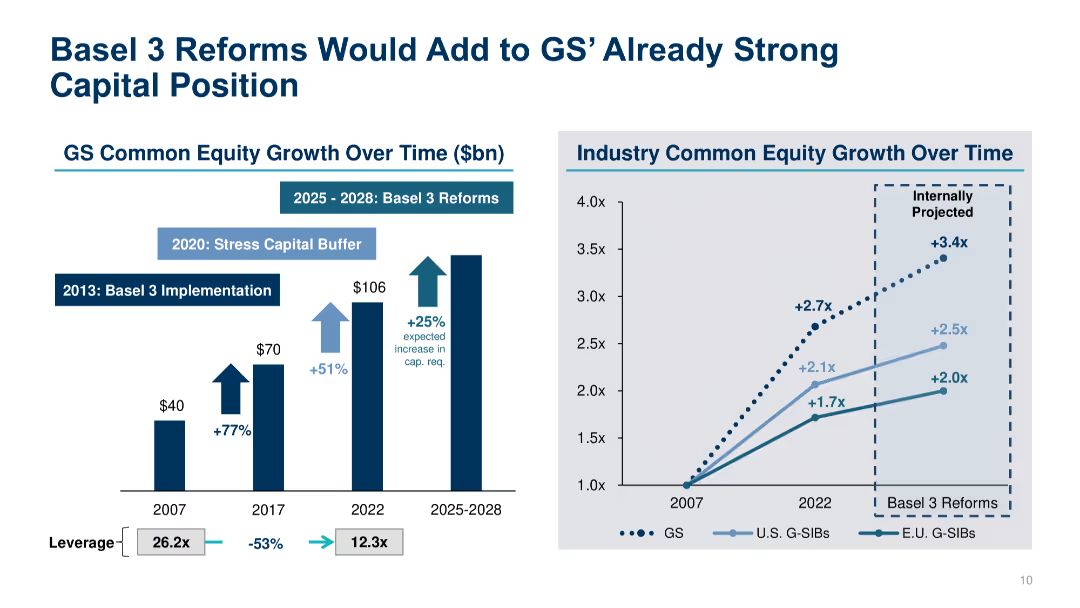 Basel 3 Reforms Would Add to GS’ Already Strong
Capital Position
GS Common Equity Growth Over Time ($bn)
2025 - 2028: Basel 3 Reforms
2020: Stress Capital Buffer
2013: Basel 3 Implementation
$40
+77%
$70
+51%
$106
+25%
expected
increase in
cap. req.
2007
2017
2022
2025-2028
Leverage
26.2x
-53%
12.3x
Industry Common Equity Growth Over Time
Internally
Projected
4.0x
3.5x
3.0x
2.5x
2.0x
1.5x
1.0x
+2.7x
+3.4x
+2.1x
+2.5x
+1.7x
+2.0x
2007
2022
Basel 3 Reforms
GS
U.S. G-SIBs
E.U. G-SIBs
10